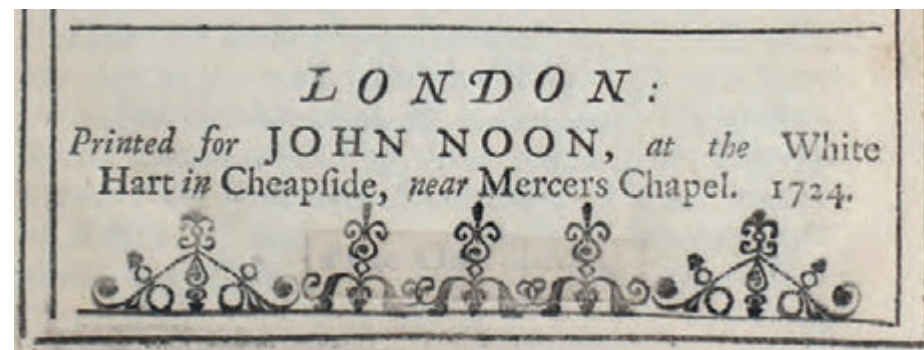 LONDON:
Printed for JOHN NOON, at the White
Hart in Cheapſide, near Mercers Chapel. 1724.